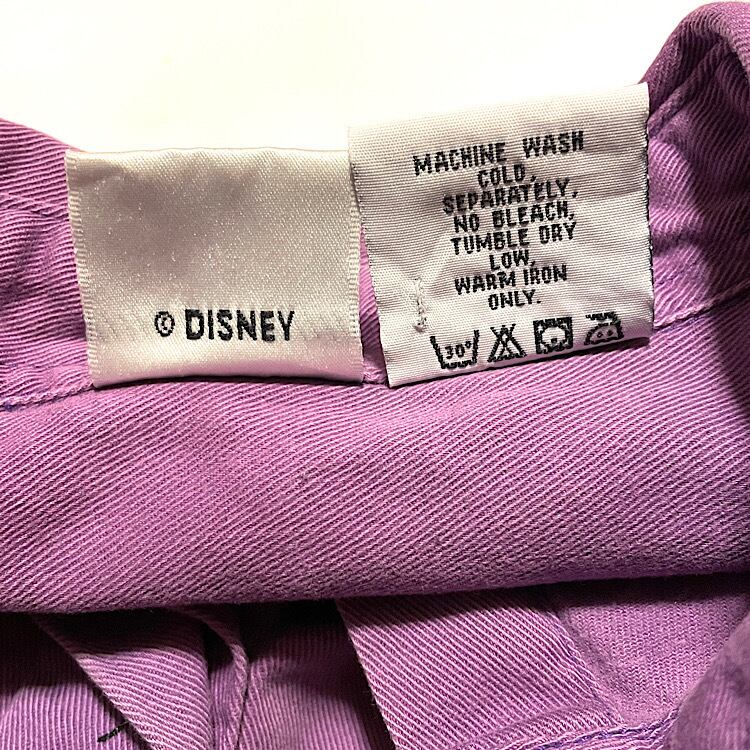 © DISNEY
MACHINE WASH
COLD,
SEPARATELY,
NO BLEACH,
TUMBLE DRY
LOW,
WARM IRON
ONLY.
30°